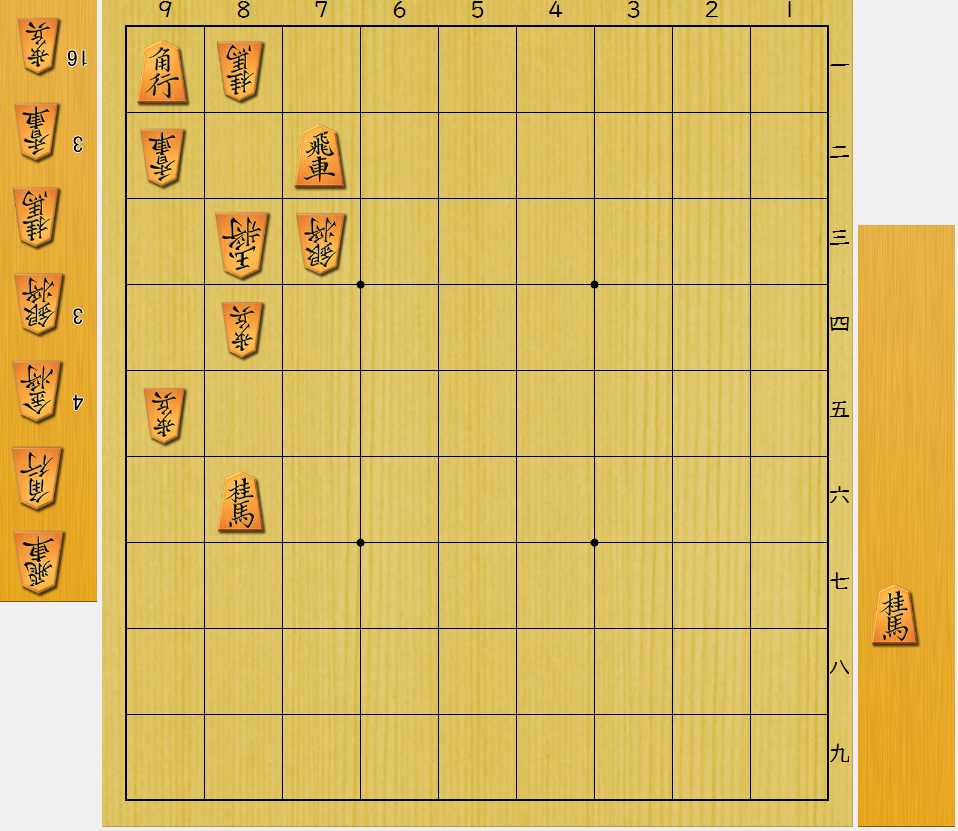 9 8 7 6 5 4 3 2 1
歩兵 16
香車 3
桂馬
銀将 3
金将 4
角行
飛車
角行 桂馬 一
香車 飛車 二
玉将 銀将 三
歩兵 四
歩兵 五
桂馬 六
七
八
九
桂馬